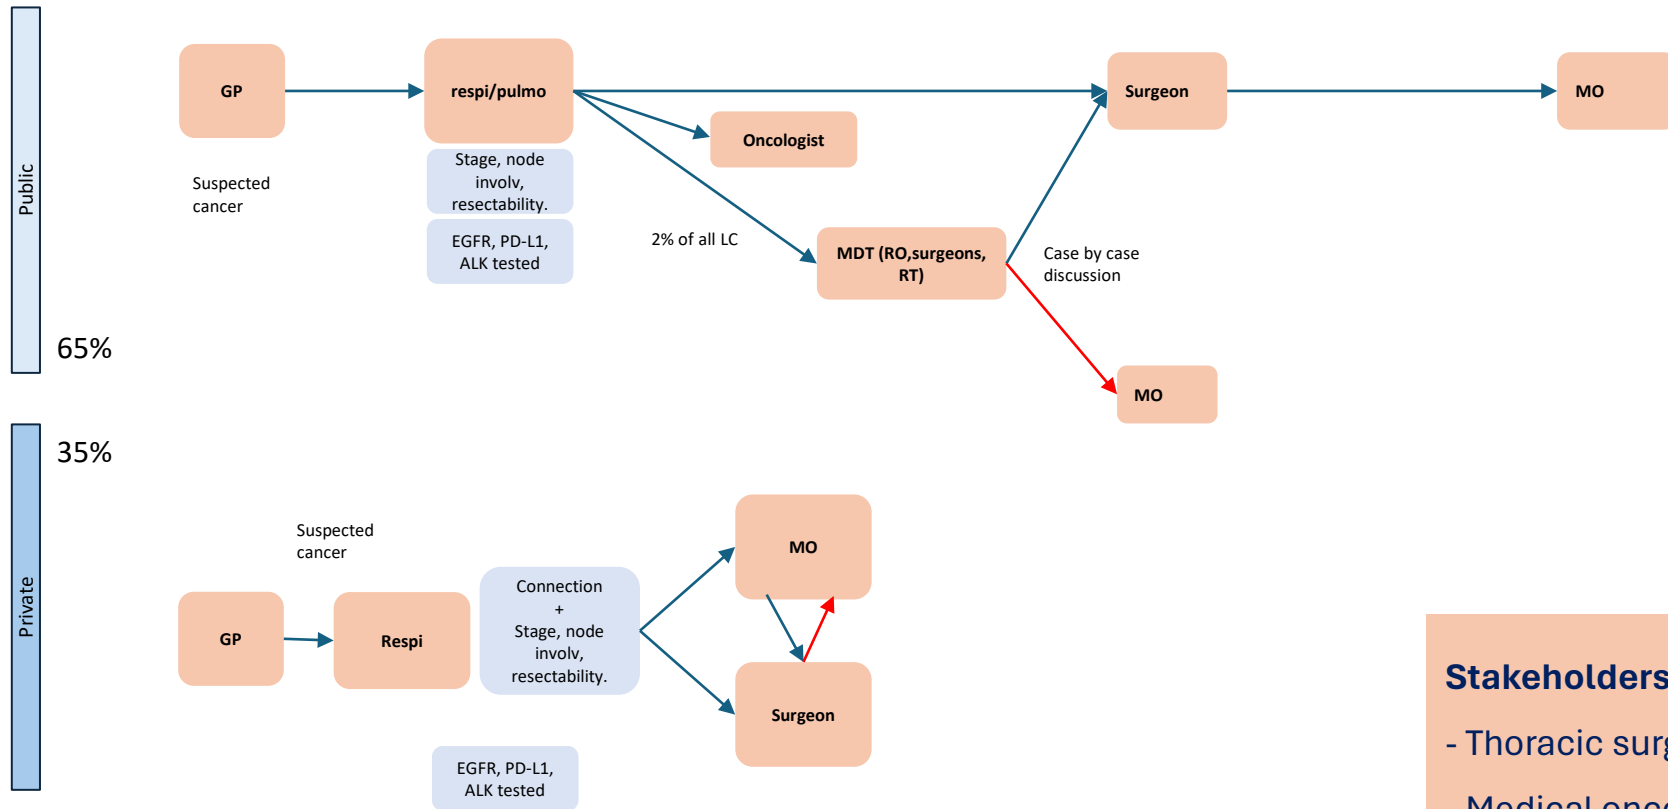 Public
65%
GP
Suspected
cancer
respi/pulmo
Stage, node
involv,
resectability.
EGFR, PD-L1,
ALK tested
Oncologist
2% of all LC
MDT (RO,surgeons,
RT)
Case by case
discussion
Surgeon
MO
MO
Private
35%
Suspected
cancer
GP
Respi
Connection
+
Stage, node
involv,
resectability.
EGFR, PD-L1,
ALK tested
MO
Surgeon
Stakeholders
- Thoracic surg